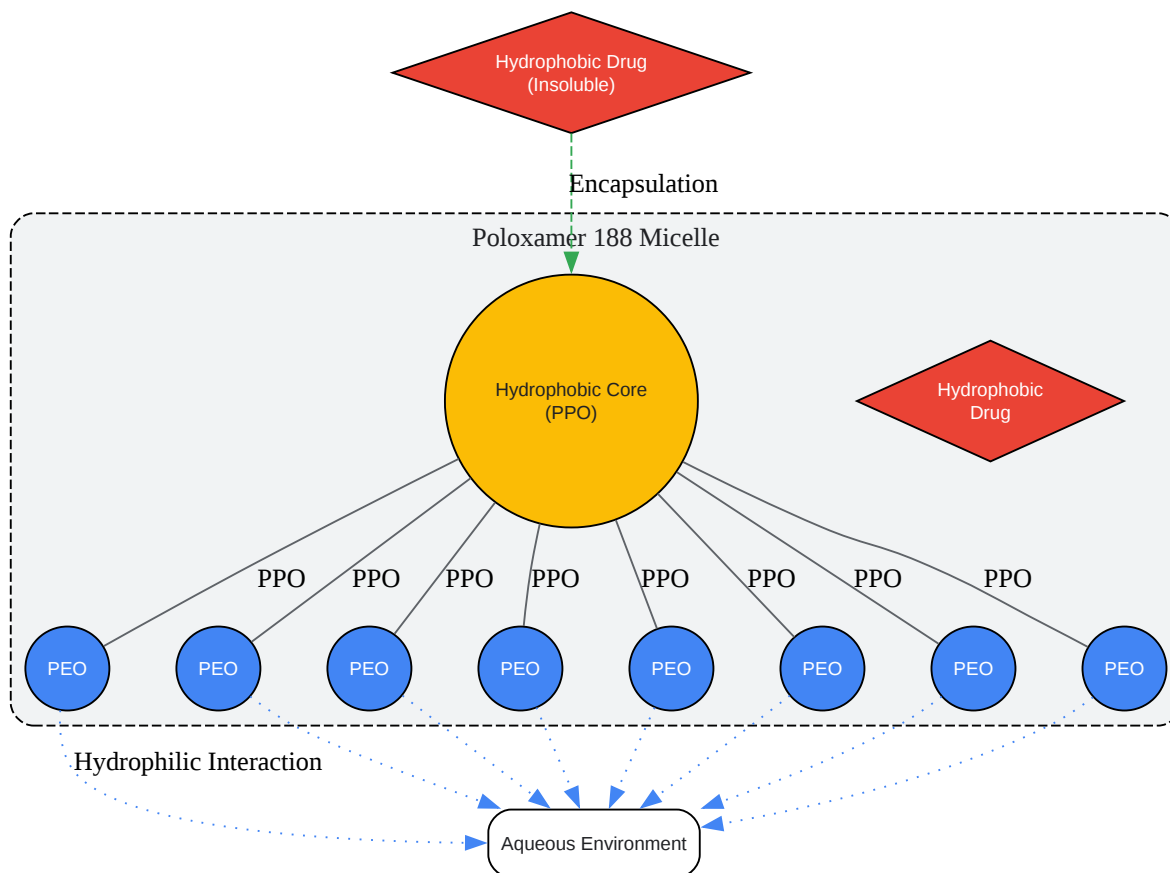 Hydrophobic Drug
(Insoluble)
Encapsulation
Poloxamer 188 Micelle
Hydrophobic Core
(PPO)
Hydrophobic
Drug
PPO PPO PPO PPO PPO PPO PPO PPO
PEO PEO PEO PEO PEO PEO PEO PEO
Hydrophilic Interaction
Aqueous Environment